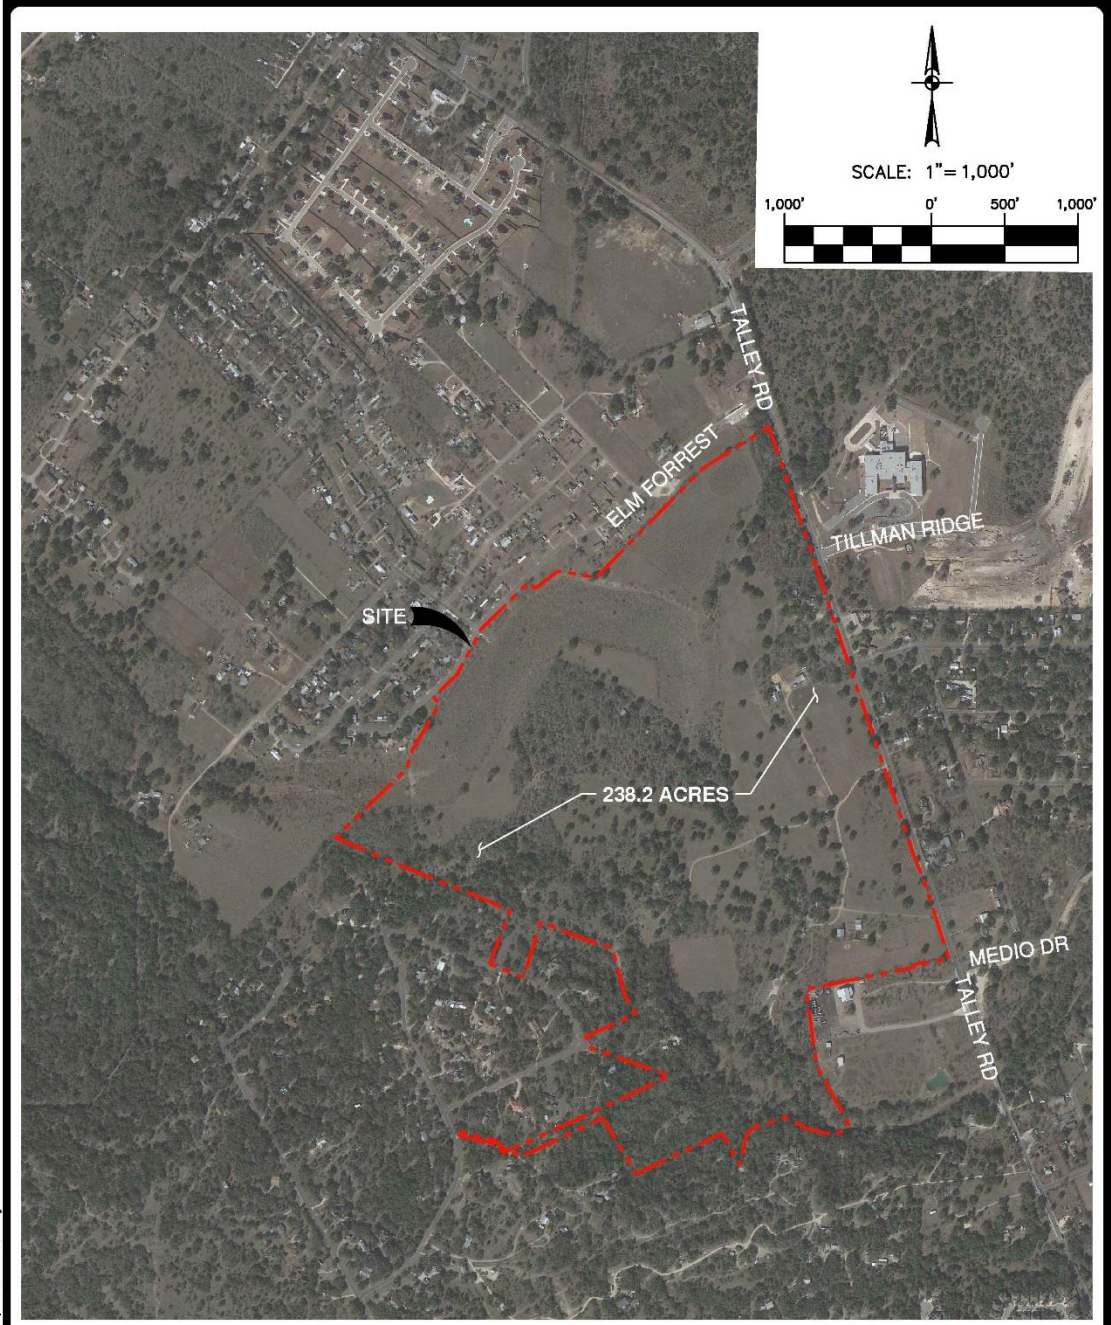 SCALE: 1"= 1,000'
1,000' 0' 500' 1,000'
TALLEY RD
ELM FORREST
TILLMAN RIDGE
SITE
238.2 ACRES
MEDIO DR
TALLEY RD